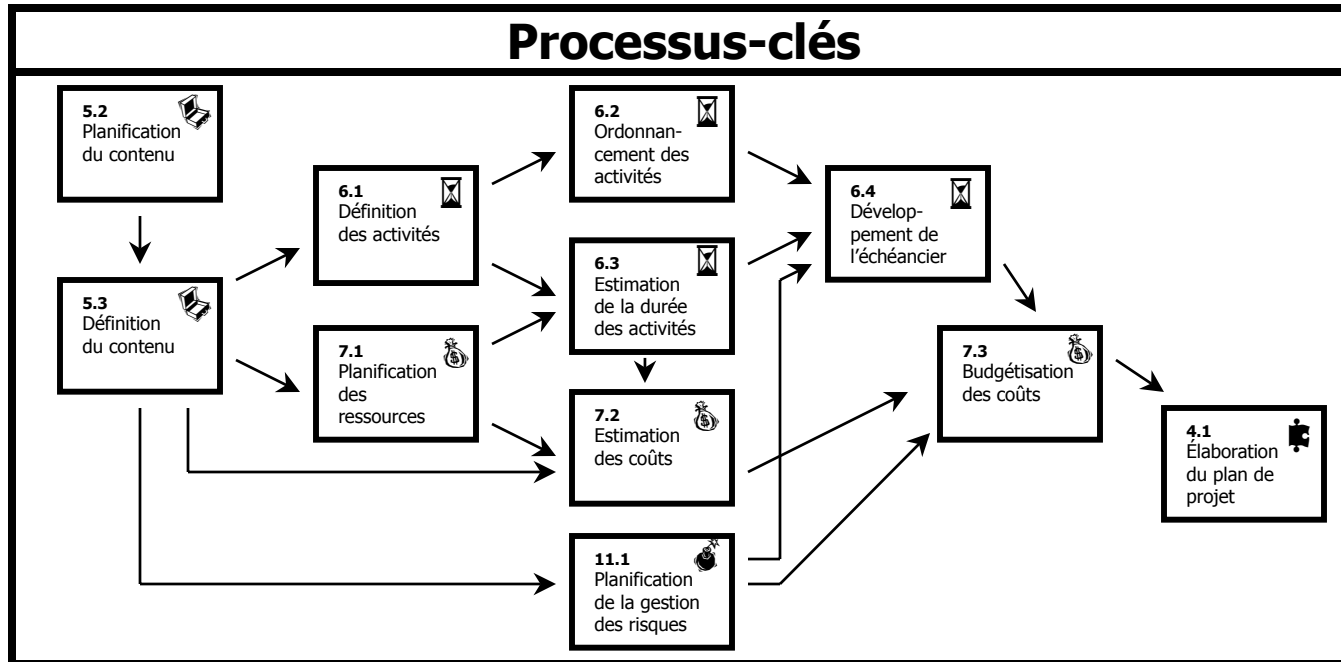 Processus-clés
5.2
Planification
du contenu
5.3
Définition
du contenu
6.1
Définition
des activités
7.1
Planification
des
ressources
6.2
Ordonnan-
cement des
activités
6.3
Estimation
de la durée
des activités
7.2
Estimation
des coûts
11.1
Planification
de la gestion
des risques
6.4
Dévelop-
pement de
l'échéancier
7.3
Budgétisation
des coûts
4.1
Élaboration
du plan de
projet